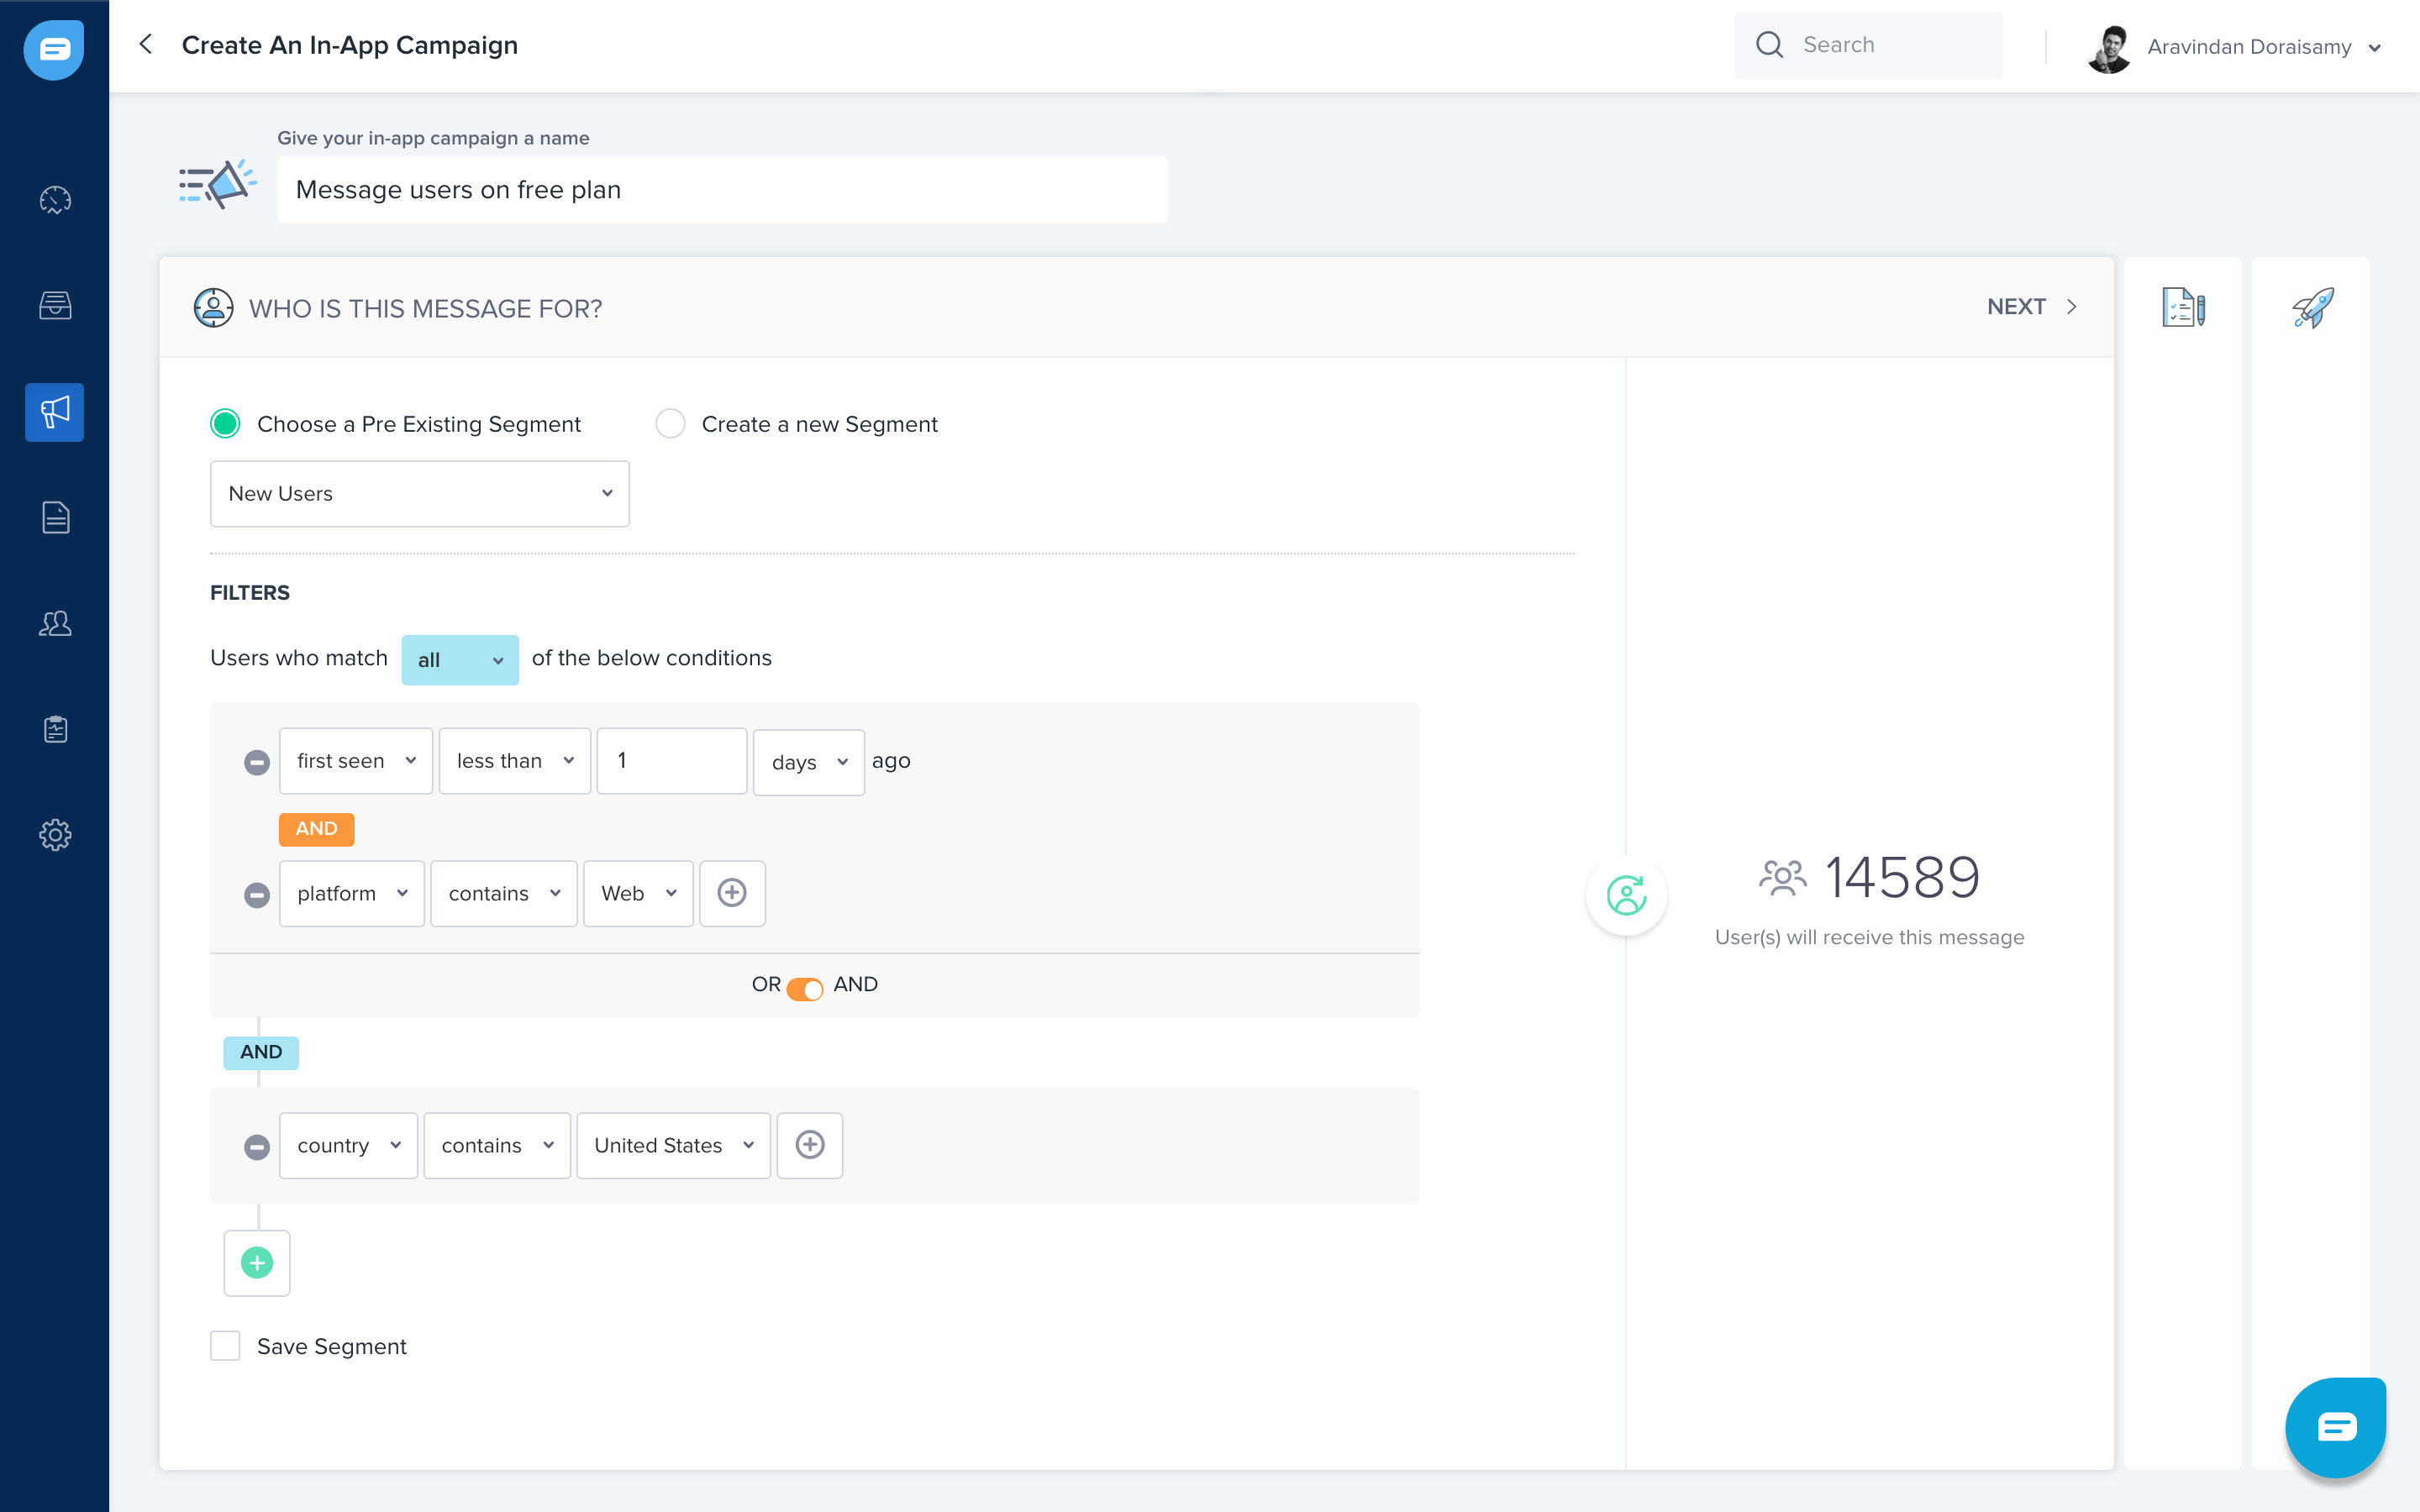 Create An In-App Campaign
Search
Aravindan Doraisamy
Give your in-app campaign a name
Message users on free plan
WHO IS THIS MESSAGE FOR?
NEXT
Choose a Pre Existing Segment
Create a new Segment
New Users
FILTERS
Users who match all of the below conditions
first seen less than 1 days ago
AND
platform contains Web
OR AND
AND
country contains United States
Save Segment
14589
User(s) will receive this message